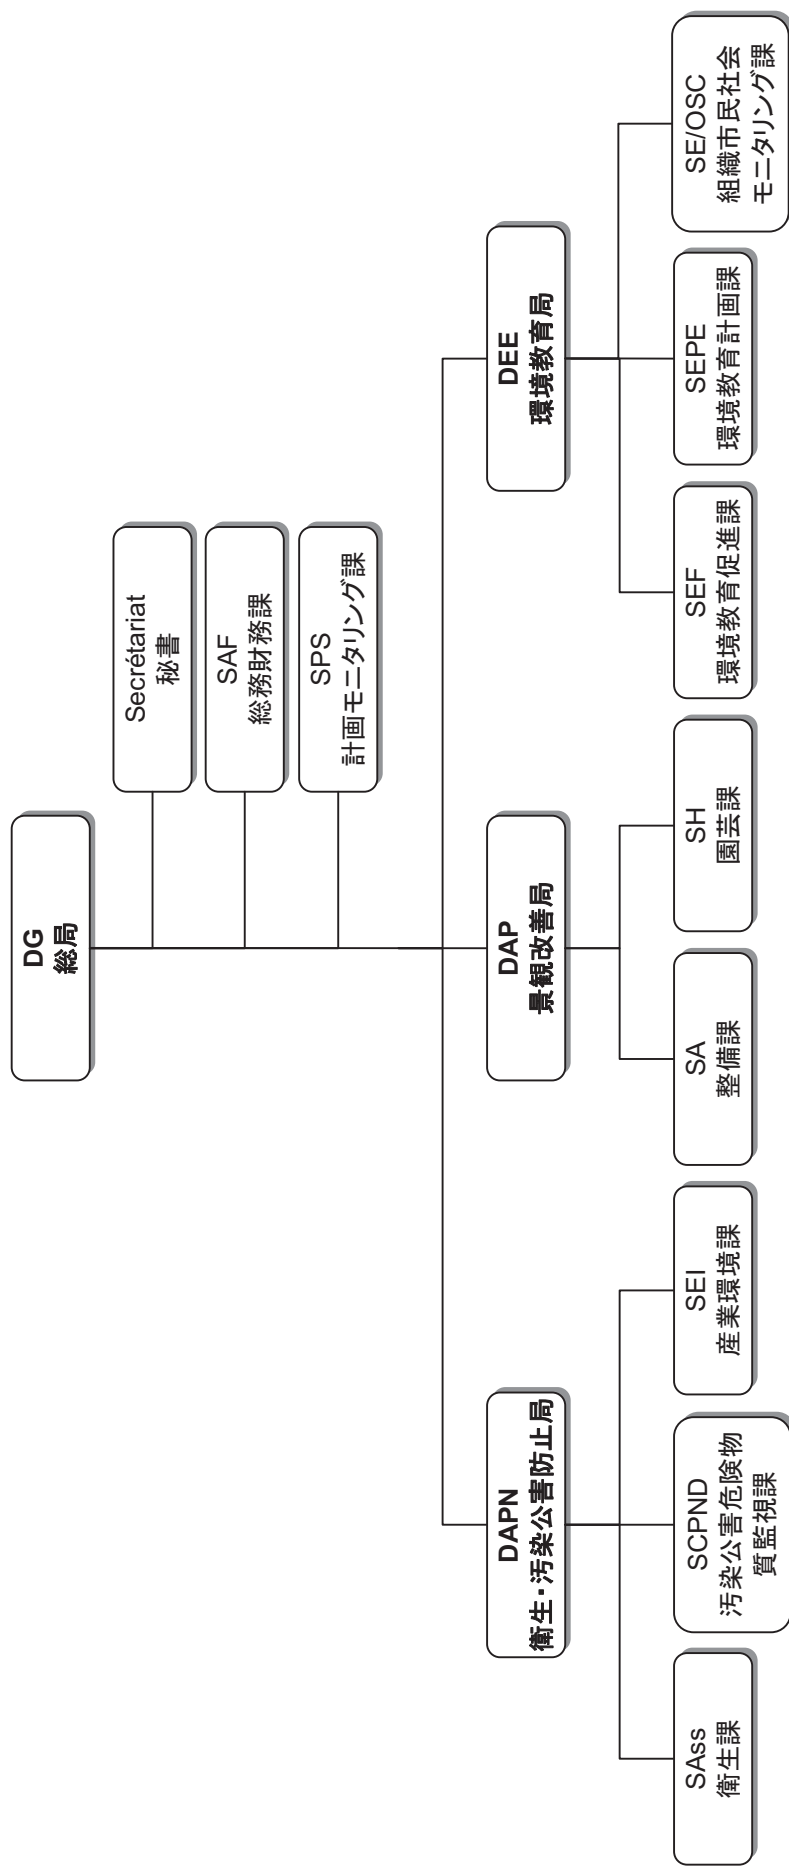 DG
総局
Secrétariat
秘書
SAF
総務財務課
SPS
計画モニタリング課
DAPN
衛生・汚染公害防止局
DAP
景観改善局
DEE
環境教育局
SAss
衛生課
SCPND
汚染公害危険物
質監視課
SEI
産業環境課
SA
整備課
SH
園芸課
SEF
環境教育促進課
SEPE
環境教育計画課
SE/OSC
組織市民社会
モニタリング課